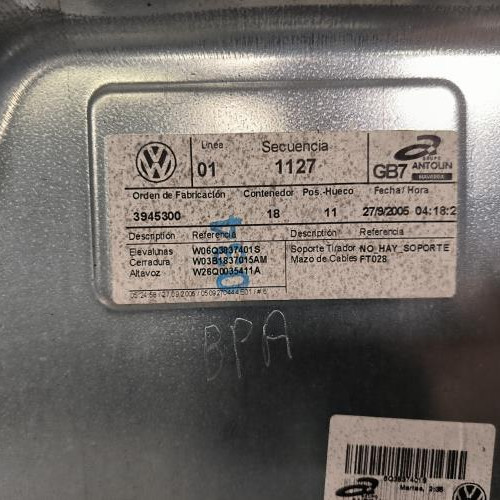 Línea Secuencia
01 1127 GB7 GRUPO ANTOLIN NAVARRA
Orden de Fabricación Contenedor Pos.-Hueco Fecha/ Hora
3945300 18 11 27/9/2005 04:18:2
Descripción Referencia Descripción Referencia
Elevalunas W06Q3837401S Soporte Tirador NO_HAY_SOPORTE
Cerradura W03B1837015AM Mazo de Cables FT028
Altavoz W26Q0035411A
BPA